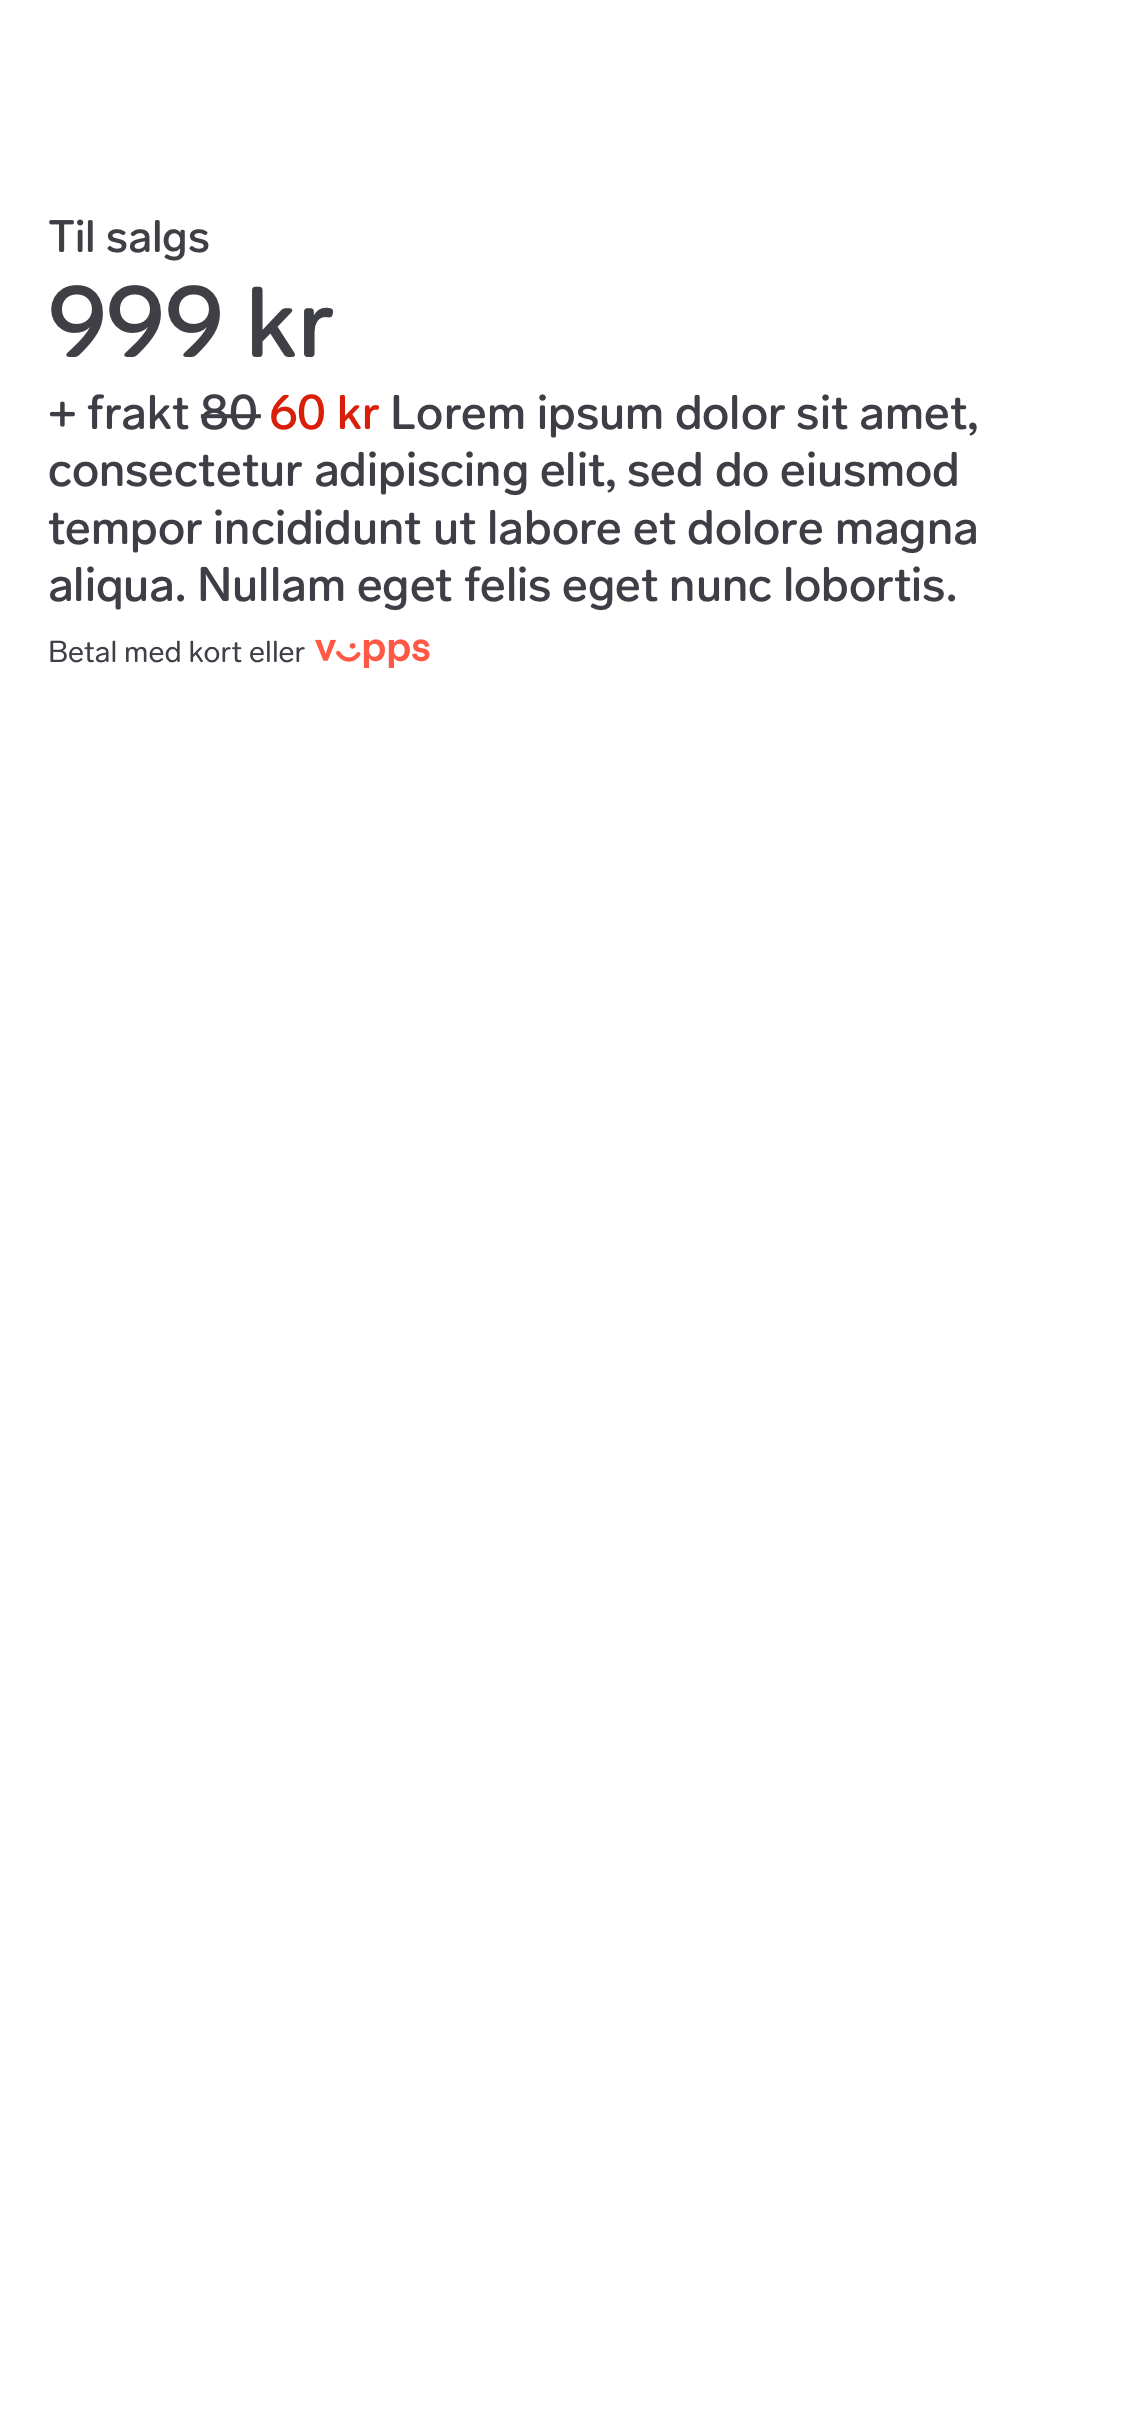 Til salgs
999 kr
+ frakt 80 60 kr Lorem ipsum dolor sit amet,
consectetur adipiscing elit, sed do eiusmod
tempor incididunt ut labore et dolore magna
aliqua. Nullam eget felis eget nunc lobortis.
Betal med kort eller vipps